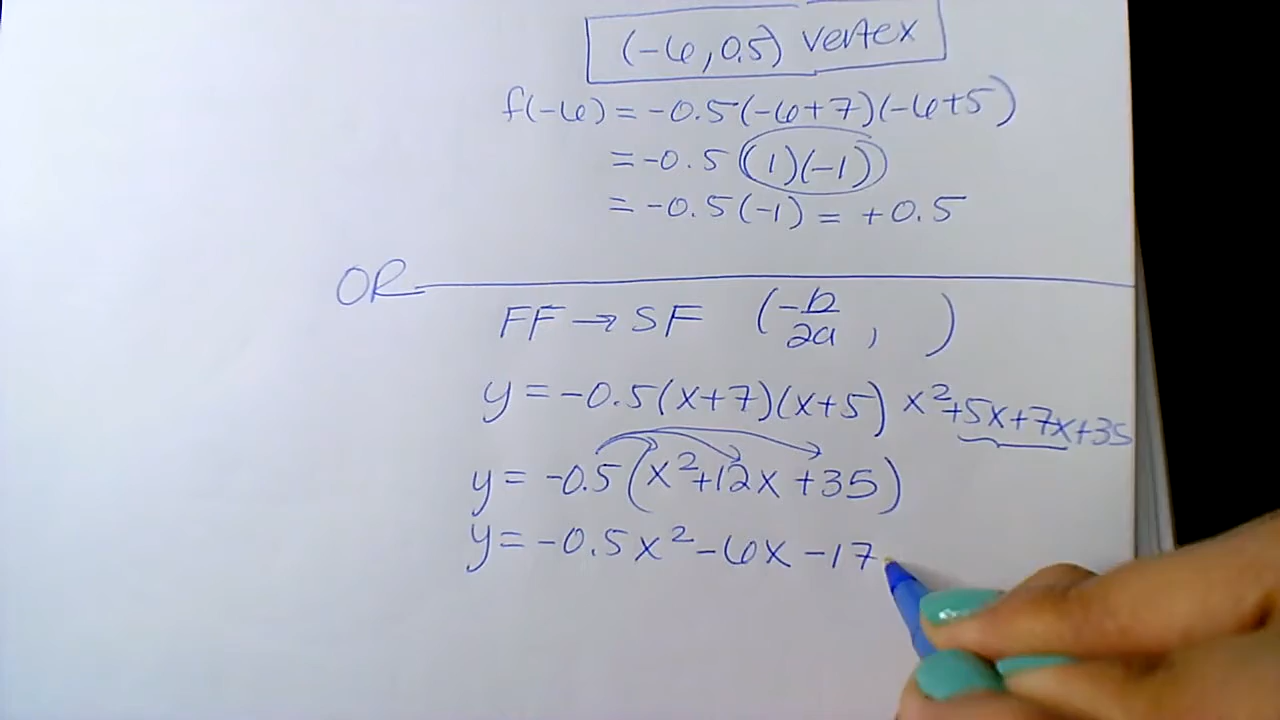 (-6, 0.5) vertex
f(-6) = -0.5(-6+7)(-6+5)
= -0.5 (1)(-1))
= -0.5(-1) = +0.5
OR
FF → SF (-b/2a, )
y = -0.5(x+7)(x+5) x²+5x+7x+35
y = -0.5(x²+12x+35)
y = -0.5x² -6x -17